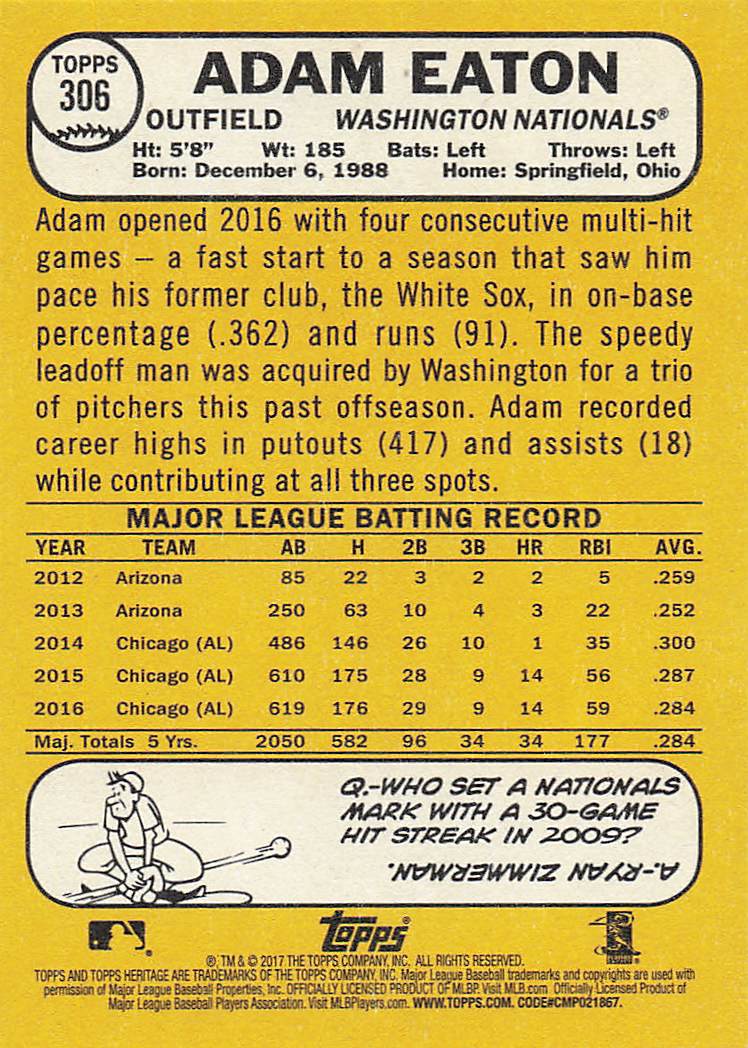 TOPPS
306
ADAM EATON
OUTFIELD WASHINGTON NATIONALS®
Ht: 5'8" Wt: 185 Bats: Left Throws: Left
Born: December 6, 1988 Home: Springfield, Ohio
Adam opened 2016 with four consecutive multi-hit
games – a fast start to a season that saw him
pace his former club, the White Sox, in on-base
percentage (.362) and runs (91). The speedy
leadoff man was acquired by Washington for a trio
of pitchers this past offseason. Adam recorded
career highs in putouts (417) and assists (18)
while contributing at all three spots.
MAJOR LEAGUE BATTING RECORD
YEAR TEAM AB H 2B 3B HR RBI AVG.
2012 Arizona 85 22 3 2 2 5 .259
2013 Arizona 250 63 10 4 3 22 .252
2014 Chicago (AL) 486 146 26 10 1 35 .300
2015 Chicago (AL) 610 175 28 9 14 56 .287
2016 Chicago (AL) 619 176 29 9 14 59 .284
Maj. Totals 5 Yrs. 2050 582 96 34 34 177 .284
Q.-WHO SET A NATIONALS
MARK WITH A 30-GAME
HIT STREAK IN 2009?
A.-RYAN ZIMMERMAN.
Topps®
®, TM & © 2017 THE TOPPS COMPANY, INC. ALL RIGHTS RESERVED.
TOPPS AND TOPPS HERITAGE ARE TRADEMARKS OF THE TOPPS COMPANY, INC. Major League Baseball trademarks and copyrights are used with
permission of Major League Baseball Properties, Inc. OFFICIALLY LICENSED PRODUCT OF MLBP. Visit MLB.com Officially Licensed Product of
Major League Baseball Players Association. Visit MLBPlayers.com. WWW.TOPPS.COM. CODE#CMP021867.